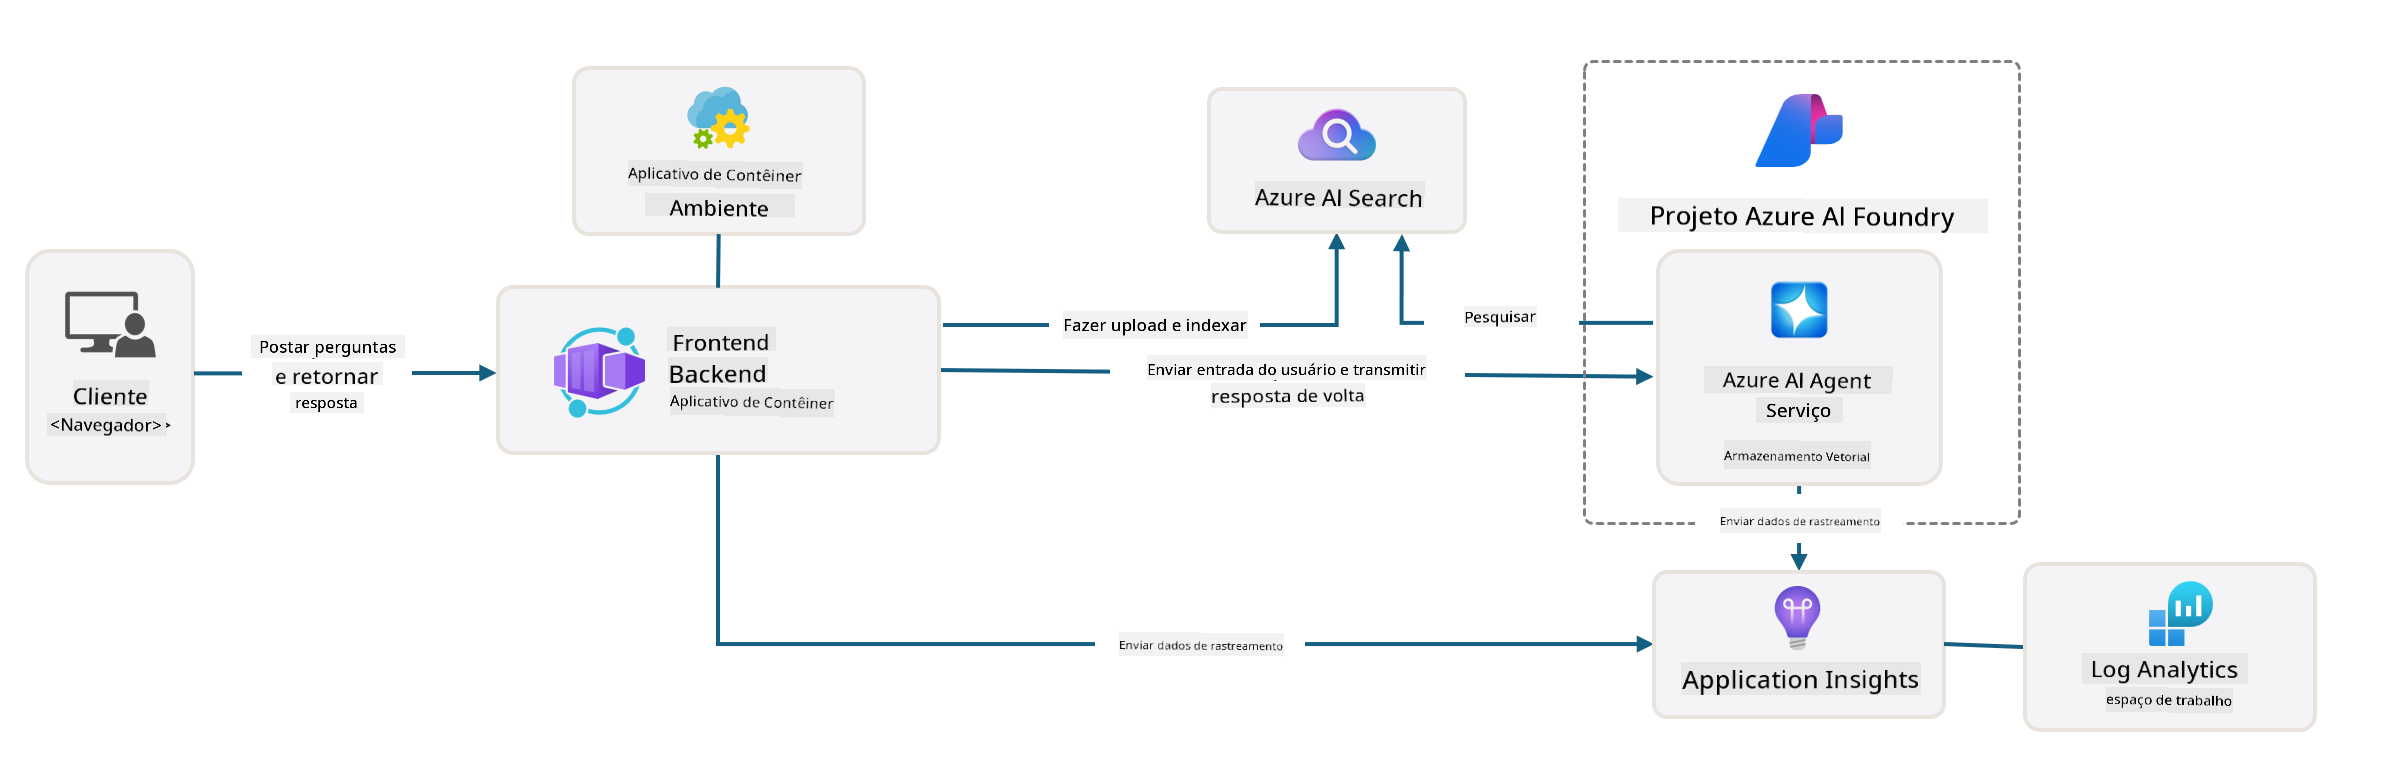 Aplicativo de Contêiner
Ambiente
Azure AI Search
Projeto Azure AI Foundry
Cliente
<Navegador>
Postar perguntas
e retornar
resposta
Frontend
Backend
Aplicativo de Contêiner
Fazer upload e indexar
Pesquisar
Enviar entrada do usuário e transmitir
resposta de volta
Azure AI Agent
Serviço
Armazenamento Vetorial
Enviar dados de rastreamento
Enviar dados de rastreamento
Application Insights
Log Analytics
espaço de trabalho